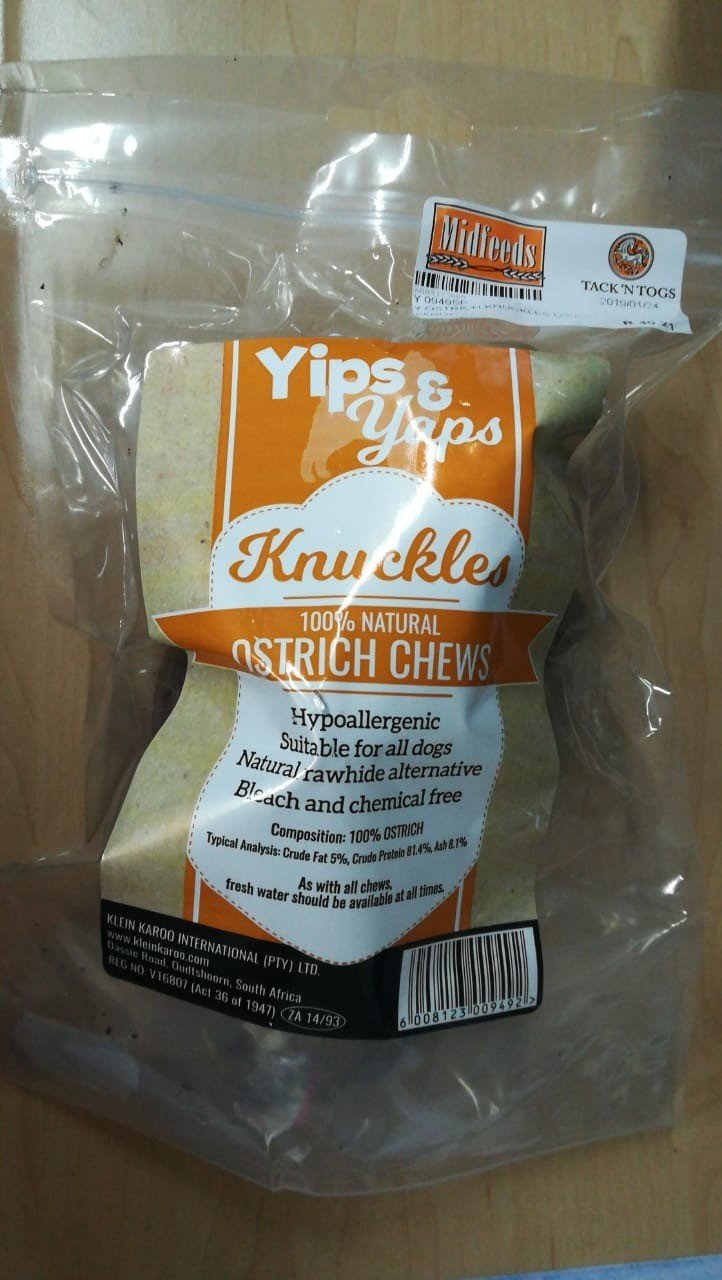 Midfeeds
TACK 'N TOGS
2019/01/24
Y 0949SP
Yips &
Yaps
Knuckles
100% NATURAL
OSTRICH CHEWS
Hypoallergenic
Suitable for all dogs
Natural rawhide alternative
Bleach and chemical free
Composition: 100% OSTRICH
Typical Analysis: Crude Fat 5%, Crude Protein 81.4%, Ash 8.1%
As with all chews,
fresh water should be available at all times.
KLEIN KAROO INTERNATIONAL (PTY) LTD.
www.kleinkaroo.com
Dassie Road, Oudtshoorn, South Africa
REG NO: V16807 (Act 36 of 1947) ZA 14/93
6 008123 009492 >